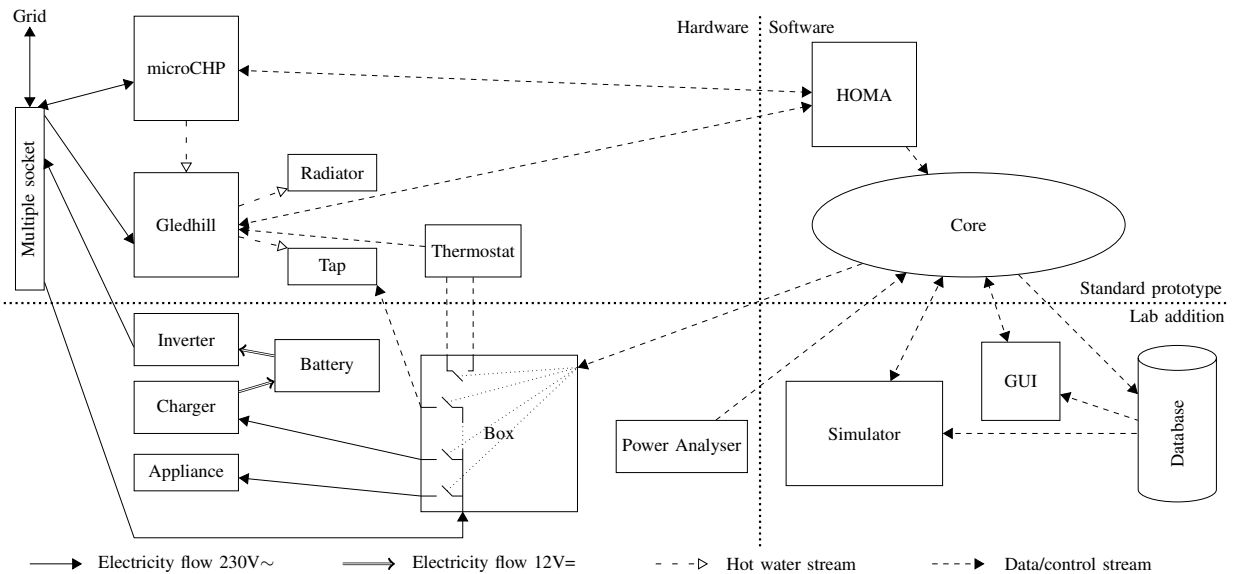 Grid
Hardware
Software
microCHP
HOMA
Multiple socket
Radiator
Gledhill
Core
Thermostat
Tap
Standard prototype
Lab addition
Inverter
Battery
GUI
Charger
Box
Power Analyser
Simulator
Database
Appliance
Electricity flow 230V∼
Electricity flow 12V=
Hot water stream
Data/control stream